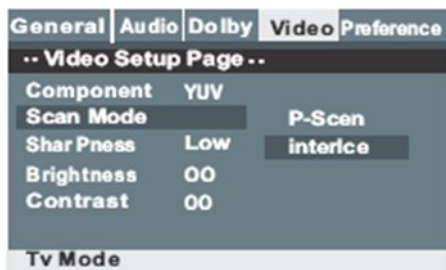 General Audio Dolby Video Preference
-- Video Setup Page --
Component YUV
Scan Mode P-Scen
Shar Pness Low interlce
Brightness 00
Contrast 00
Tv Mode